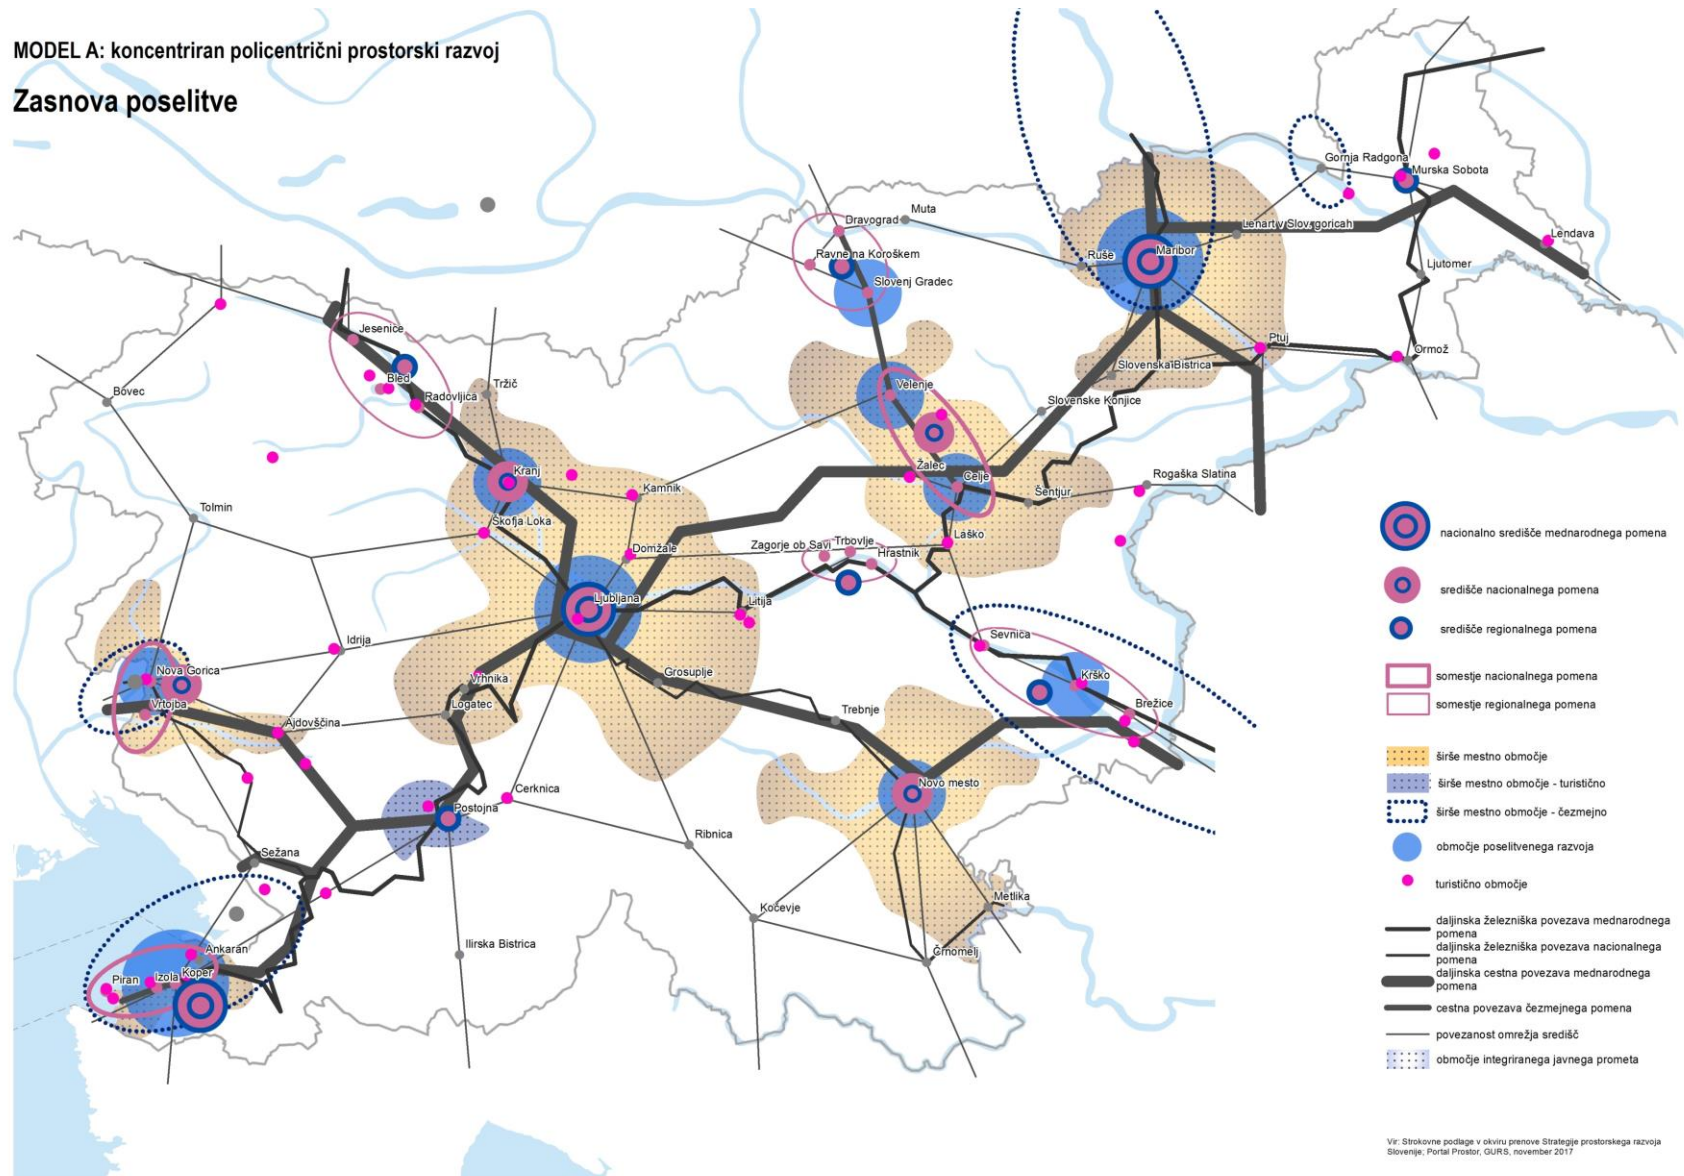 MODEL A: koncentriran policentrični prostorski razvoj
Zasnova poselitve
Gornja Radgona
Murska Sobota
Dravograd
Muta
Lenart v Slov. goricah
Lendava
Ravne na Koroškem
Ruše
Maribor
Ljutomer
Slovenj Gradec
Jesenice
Ptuj
Ormož
Bled
Tržič
Velenje
Slovenska Bistrica
Bovec
Radovljica
Slovenske Konjice
Kranj
Žalec
Celje
Rogaška Slatina
Kamnik
Šentjur
Tolmin
Škofja Loka
Laško
Domžale
Zagorje ob Savi
Trbovlje
Hrastnik
Ljubljana
Litija
Idrija
Sevnica
Nova Gorica
Vrhnika
Grosuplje
Krško
Vrtojba
Logatec
Brežice
Ajdovščina
Trebnje
Novo mesto
Cerknica
Postojna
Ribnica
Sežana
Metlika
Kočevje
Ilirska Bistrica
Črnomelj
Ankaran
Piran
Izola
Koper
nacionalno središče mednarodnega pomena
središče nacionalnega pomena
središče regionalnega pomena
somestje nacionalnega pomena
somestje regionalnega pomena
širše mestno območje
širše mestno območje - turistično
širše mestno območje - čezmejno
območje poselitvenega razvoja
turistično območje
daljinska železniška povezava mednarodnega
pomena
daljinska železniška povezava nacionalnega
pomena
daljinska cestna povezava mednarodnega
pomena
cestna povezava čezmejnega pomena
povezanost omrežja središč
območje integriranega javnega prometa
Vir: Strokovne podlage v okviru prenove Strategije prostorskega razvoja
Slovenije; Portal Prostor, GURS, november 2017